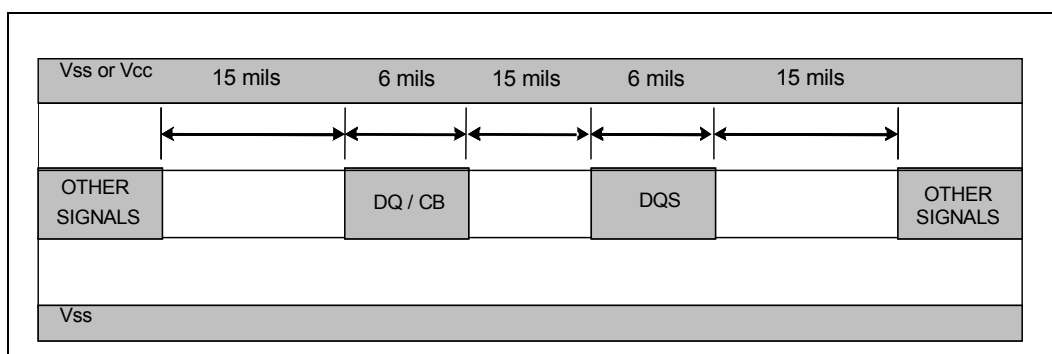 Vss or Vcc
15 mils
6 mils
15 mils
6 mils
15 mils
OTHER
SIGNALS
DQ / CB
DQS
OTHER
SIGNALS
Vss